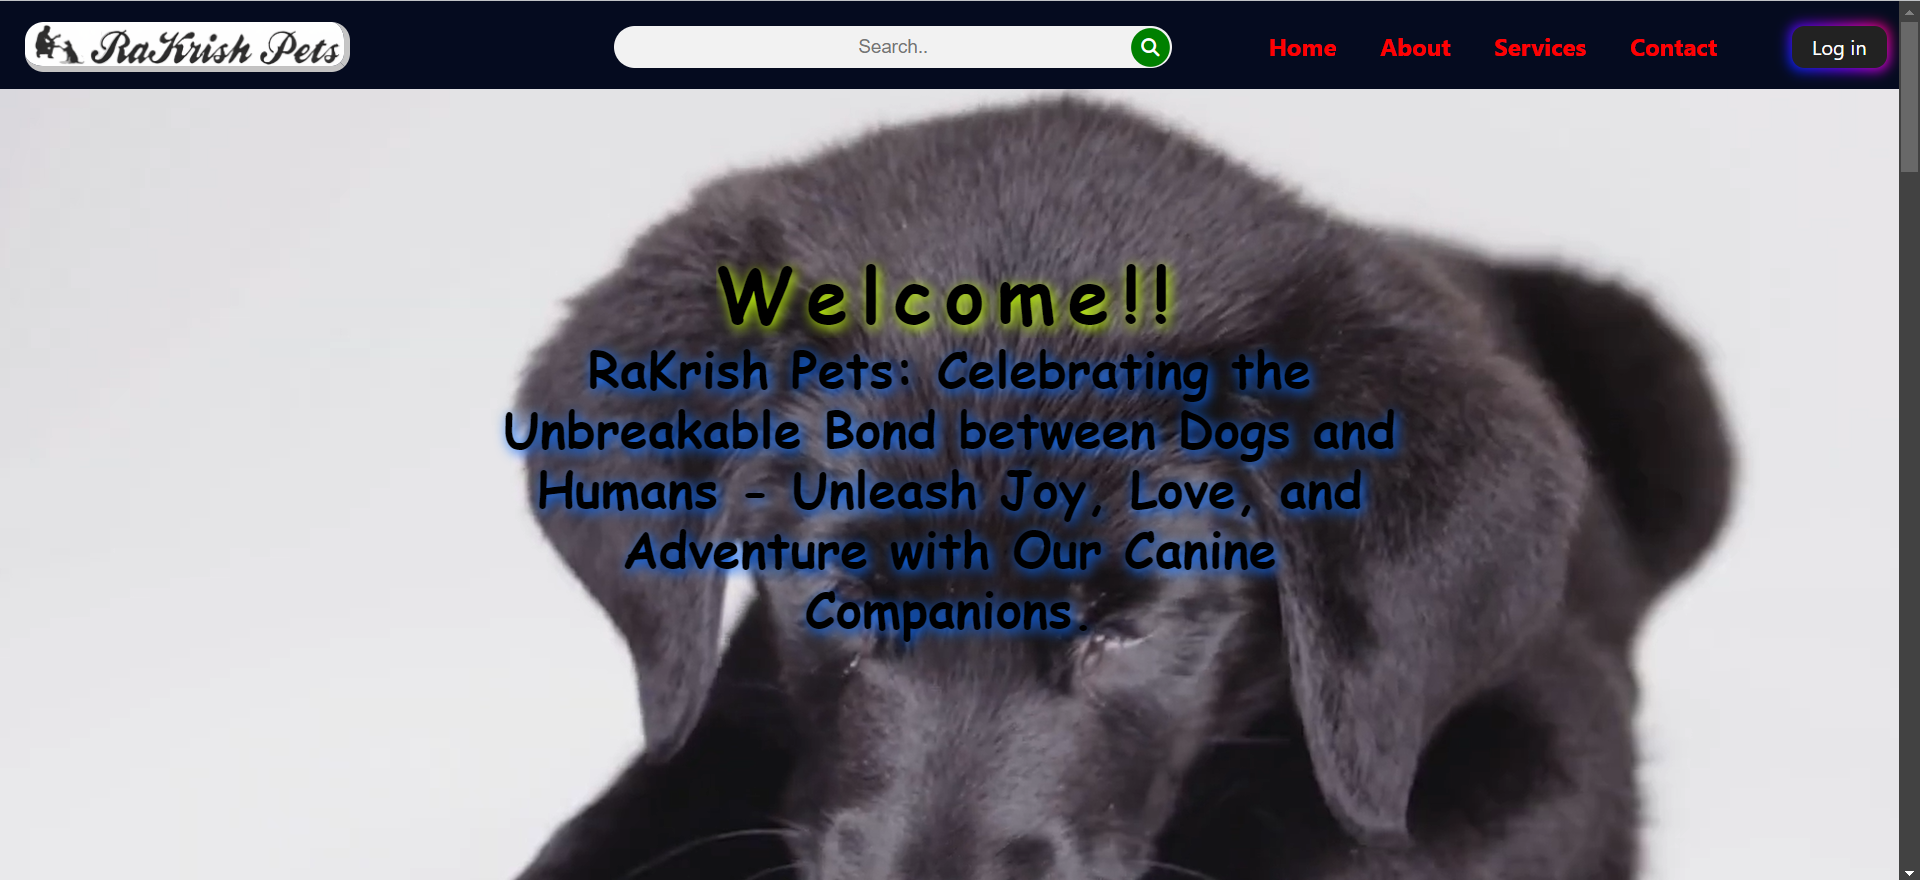 RaKrish Pets
Search..
Home
About
Services
Contact
Log in
Welcome!!
RaKrish Pets: Celebrating the
Unbreakable Bond between Dogs and
Humans - Unleash Joy, Love, and
Adventure with Our Canine
Companions.